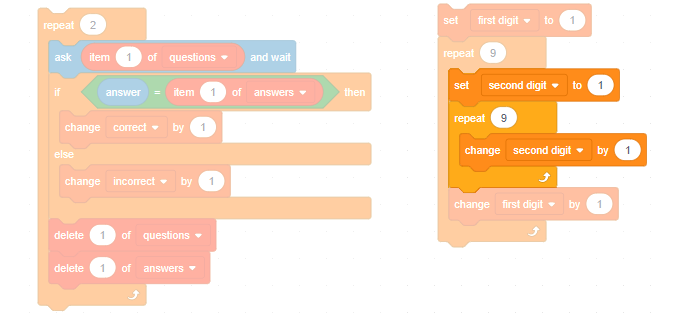 repeat 2
ask item 1 of questions and wait
if answer = item 1 of answers then
change correct by 1
else
change incorrect by 1
delete 1 of questions
delete 1 of answers
set first digit to 1
repeat 9
set second digit to 1
repeat 9
change second digit by 1
change first digit by 1